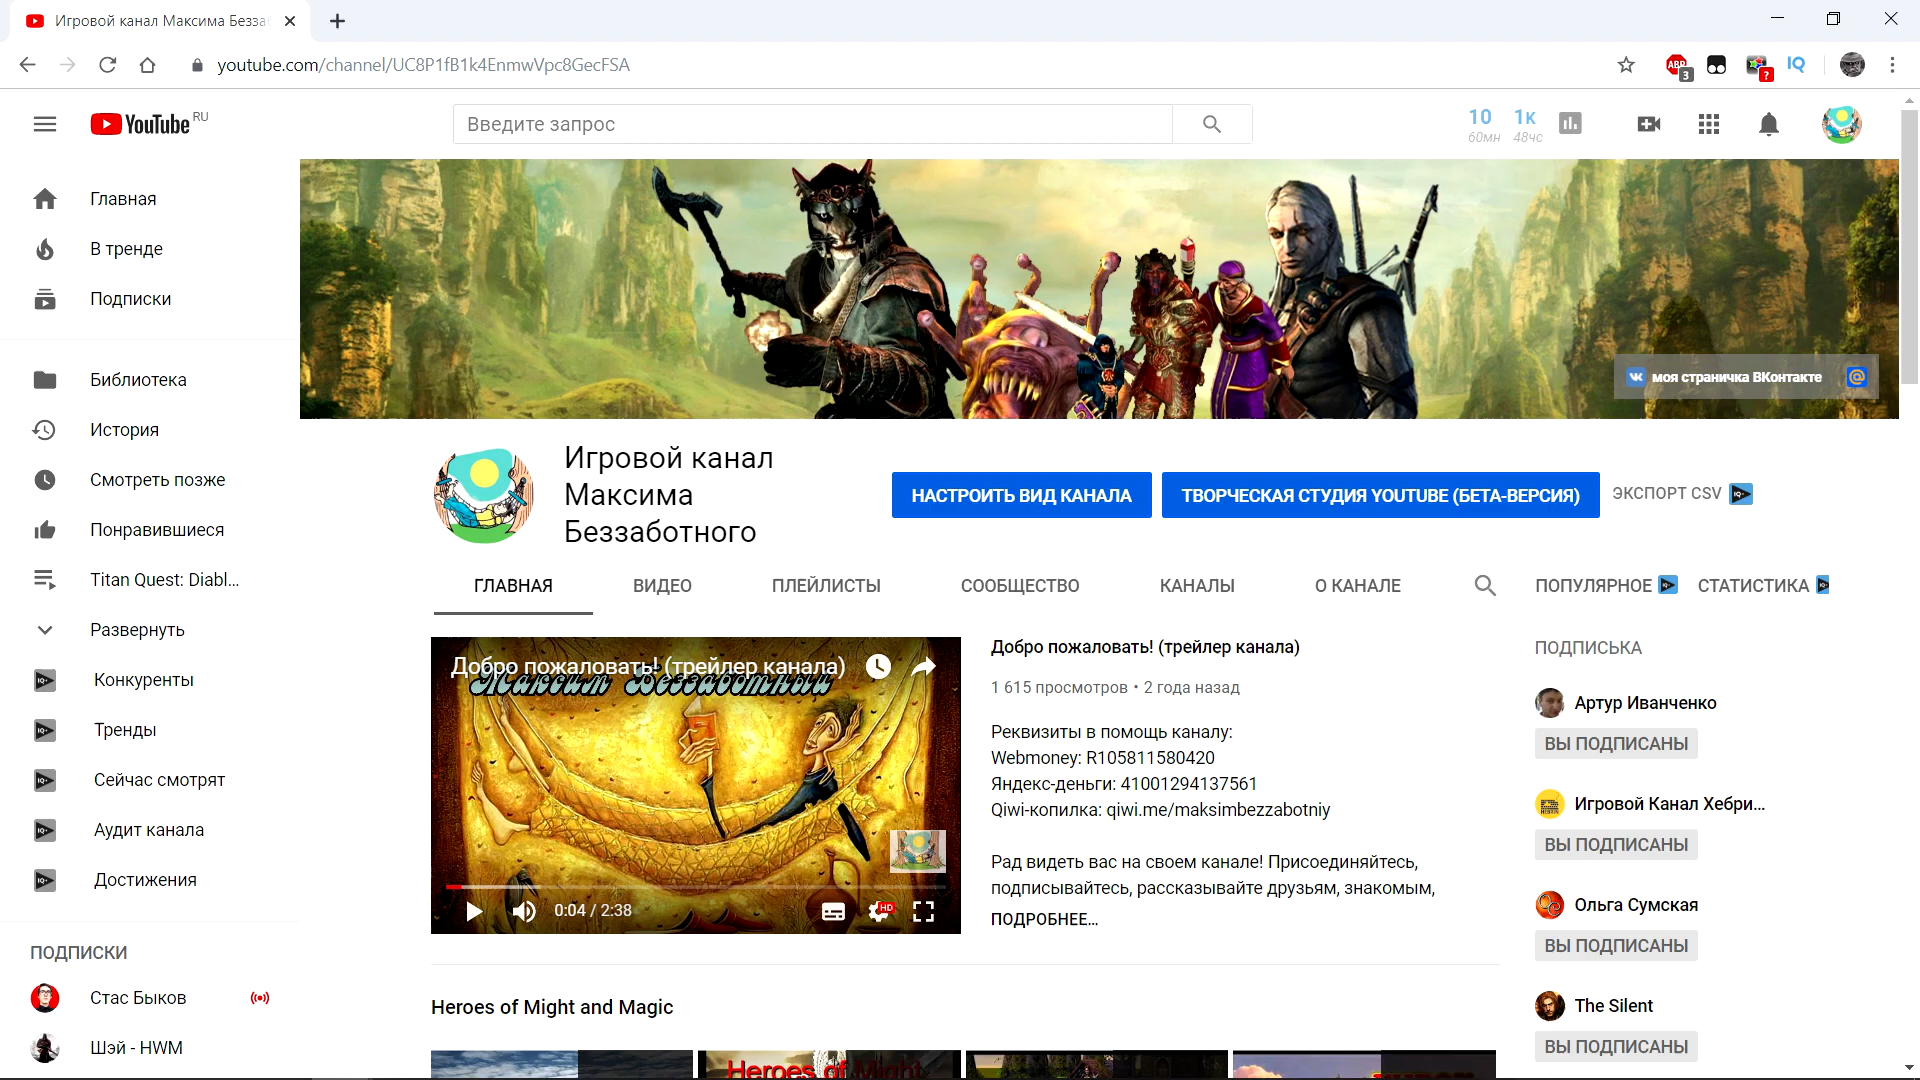 Игровой канал Максима Безза
youtube.com/channel/UC8P1fB1k4EnmwVpc8GecFSA
ABP
3
?
IQ
YouTube RU
Введите запрос
10 1к
60мн 48чс
Главная
В тренде
Подписки
Библиотека
История
Смотреть позже
Понравившиеся
Titan Quest: Diabl...
Развернуть
Конкуренты
Тренды
Сейчас смотрят
Аудит канала
Достижения
ПОДПИСКИ
Стас Быков
Шэй - HWM
моя страничка ВКонтакте
Игровой канал
Максима
Беззаботного
НАСТРОИТЬ ВИД КАНАЛА
ТВОРЧЕСКАЯ СТУДИЯ YOUTUBE (БЕТА-ВЕРСИЯ)
ЭКСПОРТ CSV
ГЛАВНАЯ ВИДЕО ПЛЕЙЛИСТЫ СООБЩЕСТВО КАНАЛЫ О КАНАЛЕ ПОПУЛЯРНОЕ СТАТИСТИКА
Добро пожаловать! (трейлер канала)
Максим Беззаботный
0:04 / 2:38
HD
Добро пожаловать! (трейлер канала)
1 615 просмотров • 2 года назад
Реквизиты в помощь каналу:
Webmoney: R105811580420
Яндекс-деньги: 41001294137561
Qiwi-копилка: qiwi.me/maksimbezzabotniy
Рад видеть вас на своем канале! Присоединяйтесь,
подписывайтесь, рассказывайте друзьям, знакомым,
ПОДРОБНЕЕ...
ПОДПИСЬКА
Артур Иванченко
ВЫ ПОДПИСАНЫ
Игровой Канал Хебри...
ВЫ ПОДПИСАНЫ
Ольга Сумская
ВЫ ПОДПИСАНЫ
The Silent
ВЫ ПОДПИСАНЫ
Heroes of Might and Magic
Heroes of Might